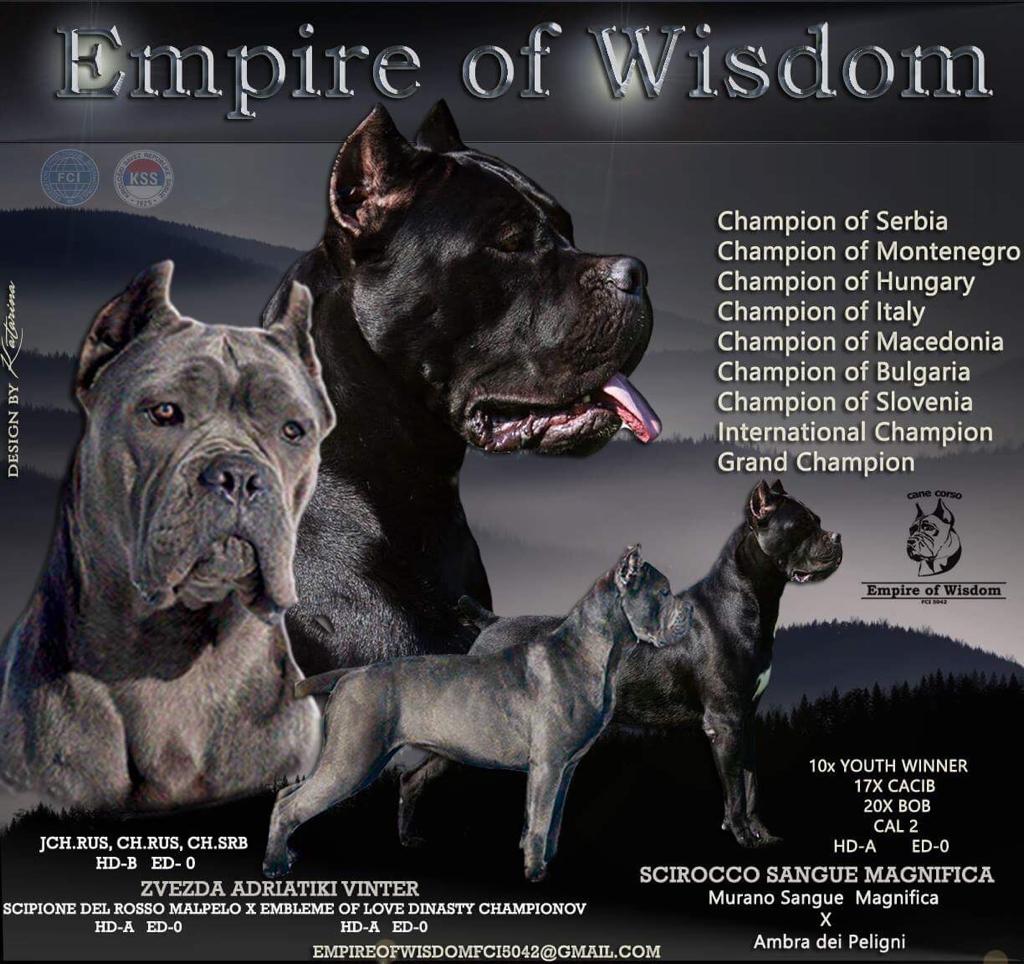 Empire of Wisdom
FCI
KSS
1925
DESIGN BY Katarina
Champion of Serbia
Champion of Montenegro
Champion of Hungary
Champion of Italy
Champion of Macedonia
Champion of Bulgaria
Champion of Slovenia
International Champion
Grand Champion
cane corso
Empire of Wisdom
FCI 5042
10x YOUTH WINNER
17X CACIB
20X BOB
CAL 2
HD-A ED-0
SCIROCCO SANGUE MAGNIFICA
Murano Sangue Magnifica
X
Ambra dei Peligni
JCH.RUS, CH.RUS, CH.SRB
HD-B ED- 0
ZVEZDA ADRIATIKI VINTER
SCIPIONE DEL ROSSO MALPELO X EMBLEME OF LOVE DINASTY CHAMPIONOV
HD-A ED-0 HD-A ED-0
EMPIREOFWISDOMFCI5042@GMAIL.COM